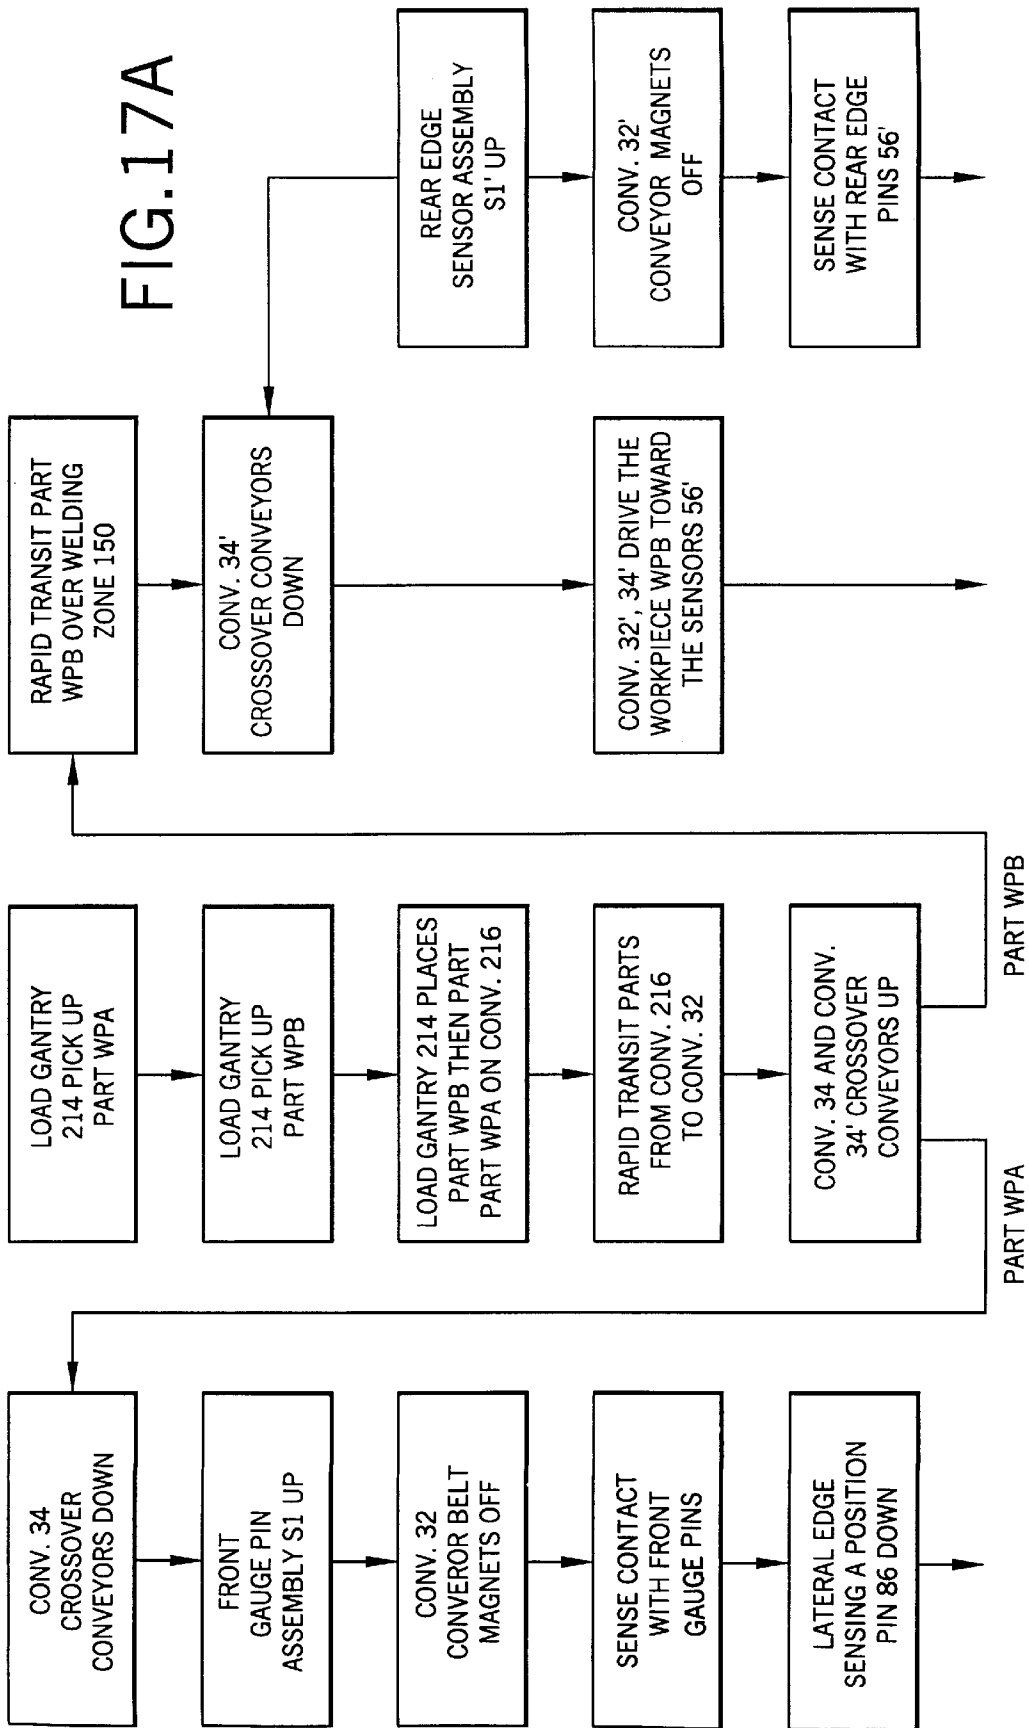 FIG.17A
CONV. 34
CROSSOVER
CONVEYORS DOWN
FRONT
GAUGE PIN
ASSEMBLY S1 UP
CONV. 32
CONVEROR BELT
MAGNETS OFF
SENSE CONTACT
WITH FRONT
GAUGE PINS
LATERAL EDGE
SENSING A POSITION
PIN 86 DOWN
LOAD GANTRY
214 PICK UP
PART WPA
LOAD GANTRY
214 PICK UP
PART WPB
LOAD GANTRY 214 PLACES
PART WPB THEN PART
PART WPA ON CONV. 216
RAPID TRANSIT PARTS
FROM CONV. 216
TO CONV. 32
CONV. 34 AND CONV.
34' CROSSOVER
CONVEYORS UP
PART WPA
PART WPB
RAPID TRANSIT PART
WPB OVER WELDING
ZONE 150
CONV. 34'
CROSSOVER CONVEYORS
DOWN
CONV. 32', 34' DRIVE THE
WORKPIECE WPB TOWARD
THE SENSORS 56'
REAR EDGE
SENSOR ASSEMBLY
S1' UP
CONV. 32'
CONVEYOR MAGNETS
OFF
SENSE CONTACT
WITH REAR EDGE
PINS 56'